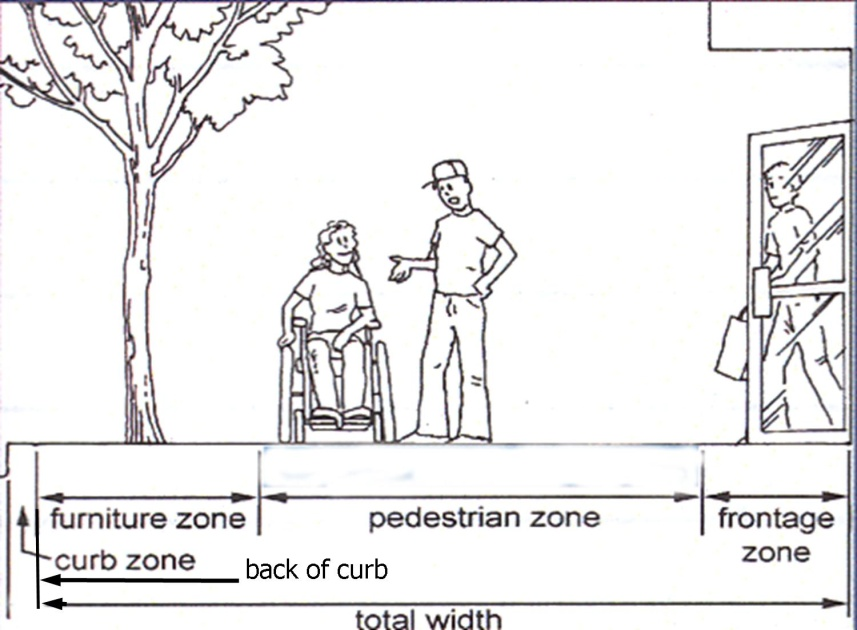 furniture zone
pedestrian zone
frontage
zone
curb zone
back of curb
total width